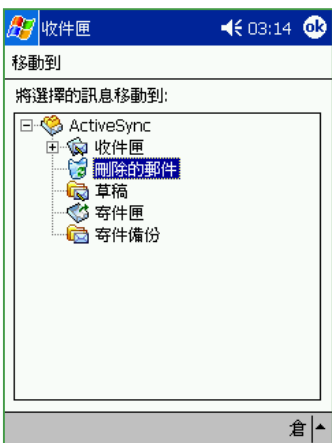 收件匣 03:14 ok
移動到
將選擇的訊息移動到:
ActiveSync
收件匣
刪除的郵件
草稿
寄件匣
寄件備份
倉